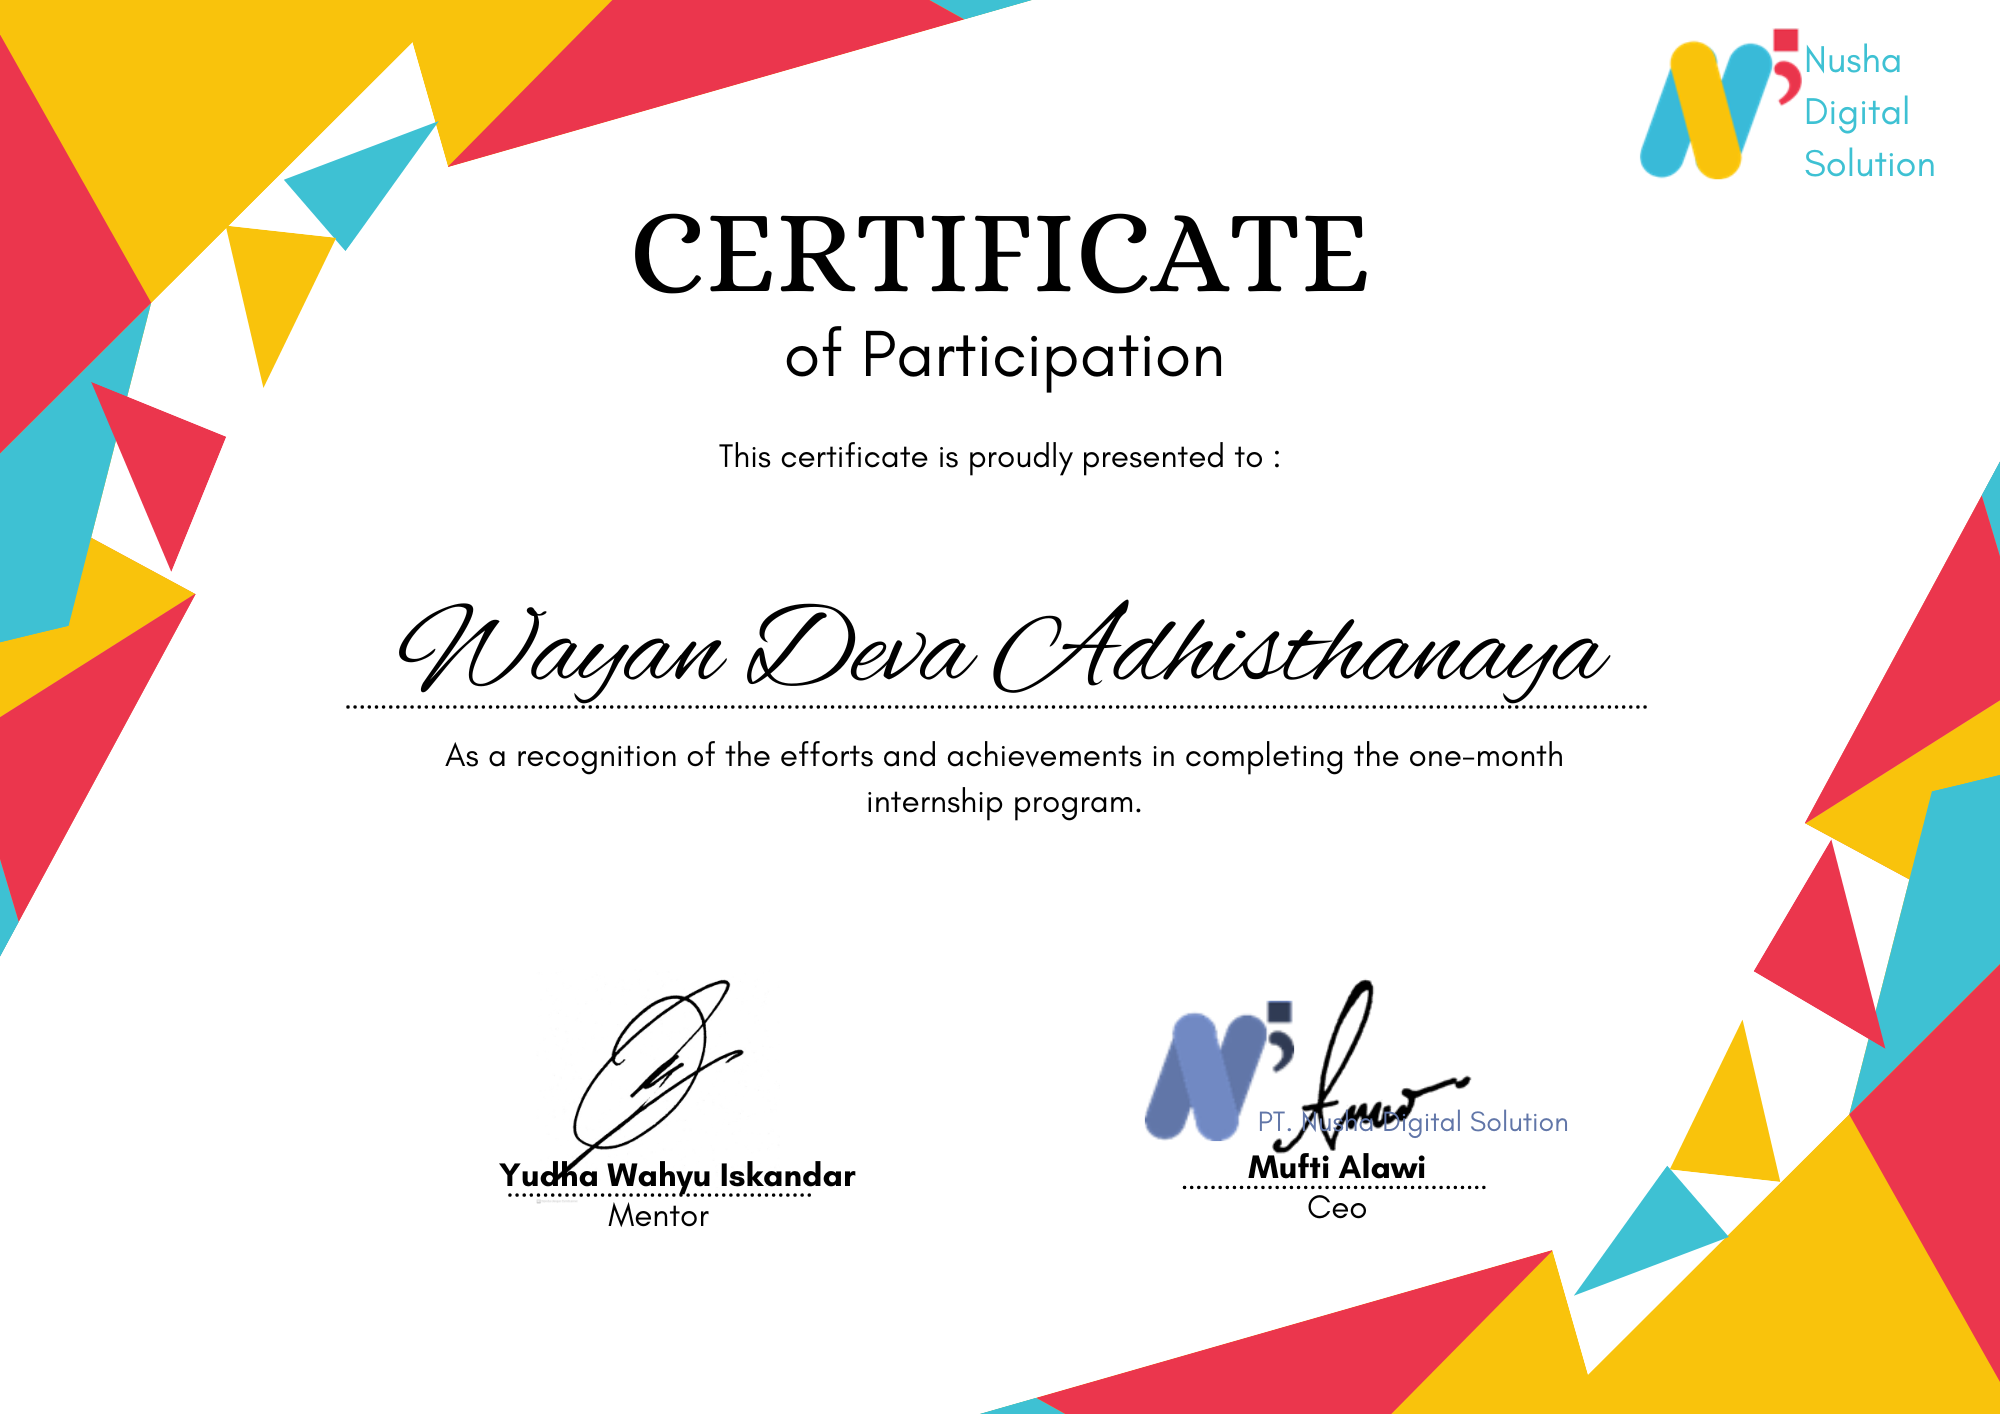 Nusha
Digital
Solution
CERTIFICATE
of Participation
This certificate is proudly presented to :
Wayan Deva Adhisthanaya
As a recognition of the efforts and achievements in completing the one-month
internship program.
PT. Nusha Digital Solution
Yudha Wahyu Iskandar
Mentor
Mufti Alawi
Ceo